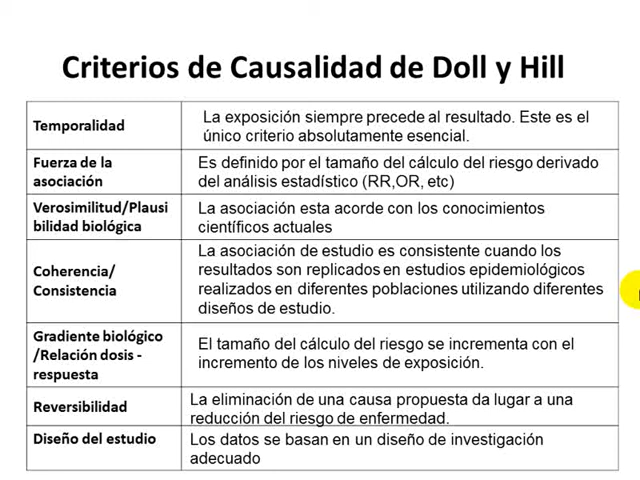 Criterios de Causalidad de Doll y Hill
Temporalidad
La exposición siempre precede al resultado. Este es el
único criterio absolutamente esencial.
Fuerza de la
asociación
Es definido por el tamaño del cálculo del riesgo derivado
del análisis estadístico (RR,OR, etc)
Verosimilitud/Plausi
bilidad biológica
La asociación esta acorde con los conocimientos
científicos actuales
Coherencia/
Consistencia
La asociación de estudio es consistente cuando los
resultados son replicados en estudios epidemiológicos
realizados en diferentes poblaciones utilizando diferentes
diseños de estudio.
Gradiente biológico
/Relación dosis -
respuesta
El tamaño del cálculo del riesgo se incrementa con el
incremento de los niveles de exposición.
Reversibilidad
La eliminación de una causa propuesta da lugar a una
reducción del riesgo de enfermedad.
Diseño del estudio
Los datos se basan en un diseño de investigación
adecuado